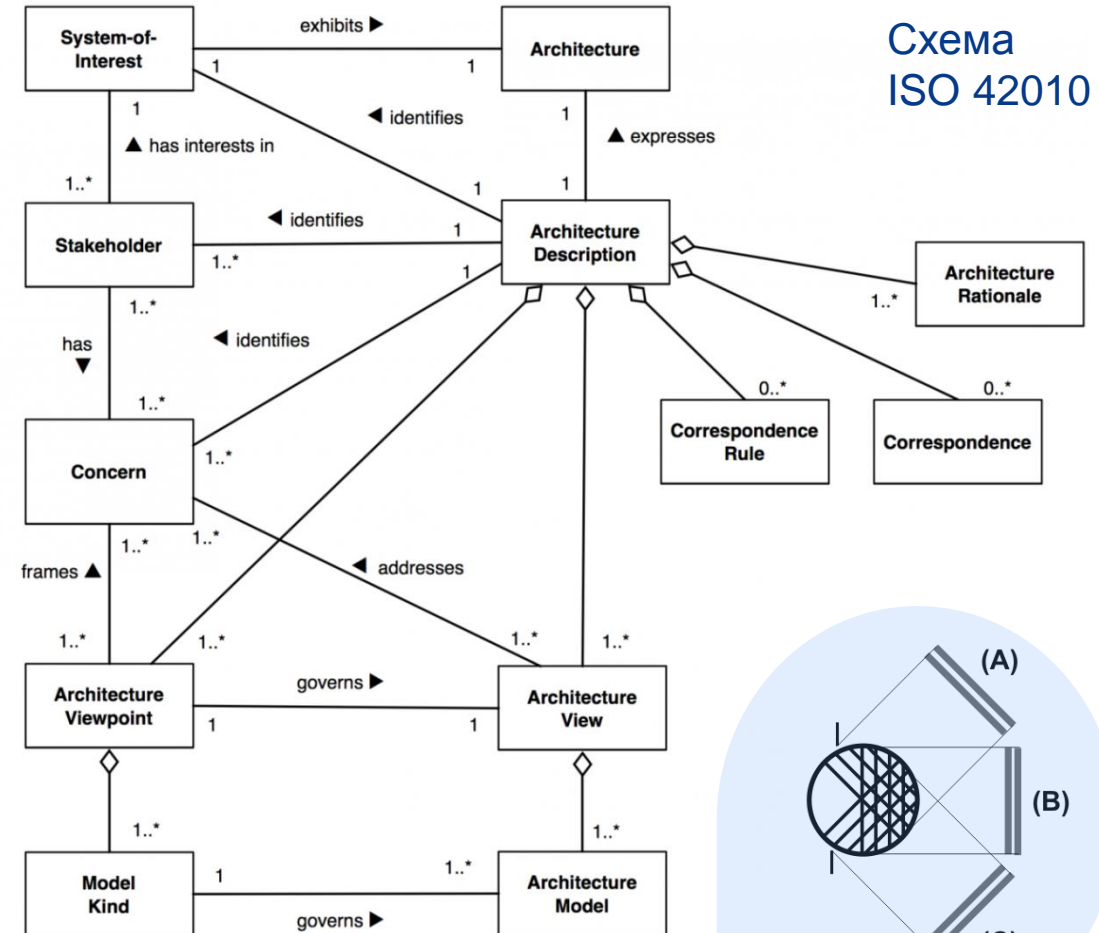 exhibits ▶
Схема
ISO 42010
System-of-
Interest
Architecture
1
1
1
◀ identifies
1
▲ expresses
▲ has interests in
1..*
1
1
◀ identifies
1
Stakeholder
1..*
Architecture
Description
1
1..*
has
▼
◀ identifies
Architecture
Rationale
1..*
1..*
0..*
0..*
Correspondence
Rule
Correspondence
Concern
1..*
1..*
1..*
frames ▲
◀ addresses
1..*
1..*
1..*
1..*
(A)
Architecture
Viewpoint
governs ▶
Architecture
View
1
1
(B)
1..*
1..*
Model
Kind
1
1..*
governs ▶
Architecture
Model